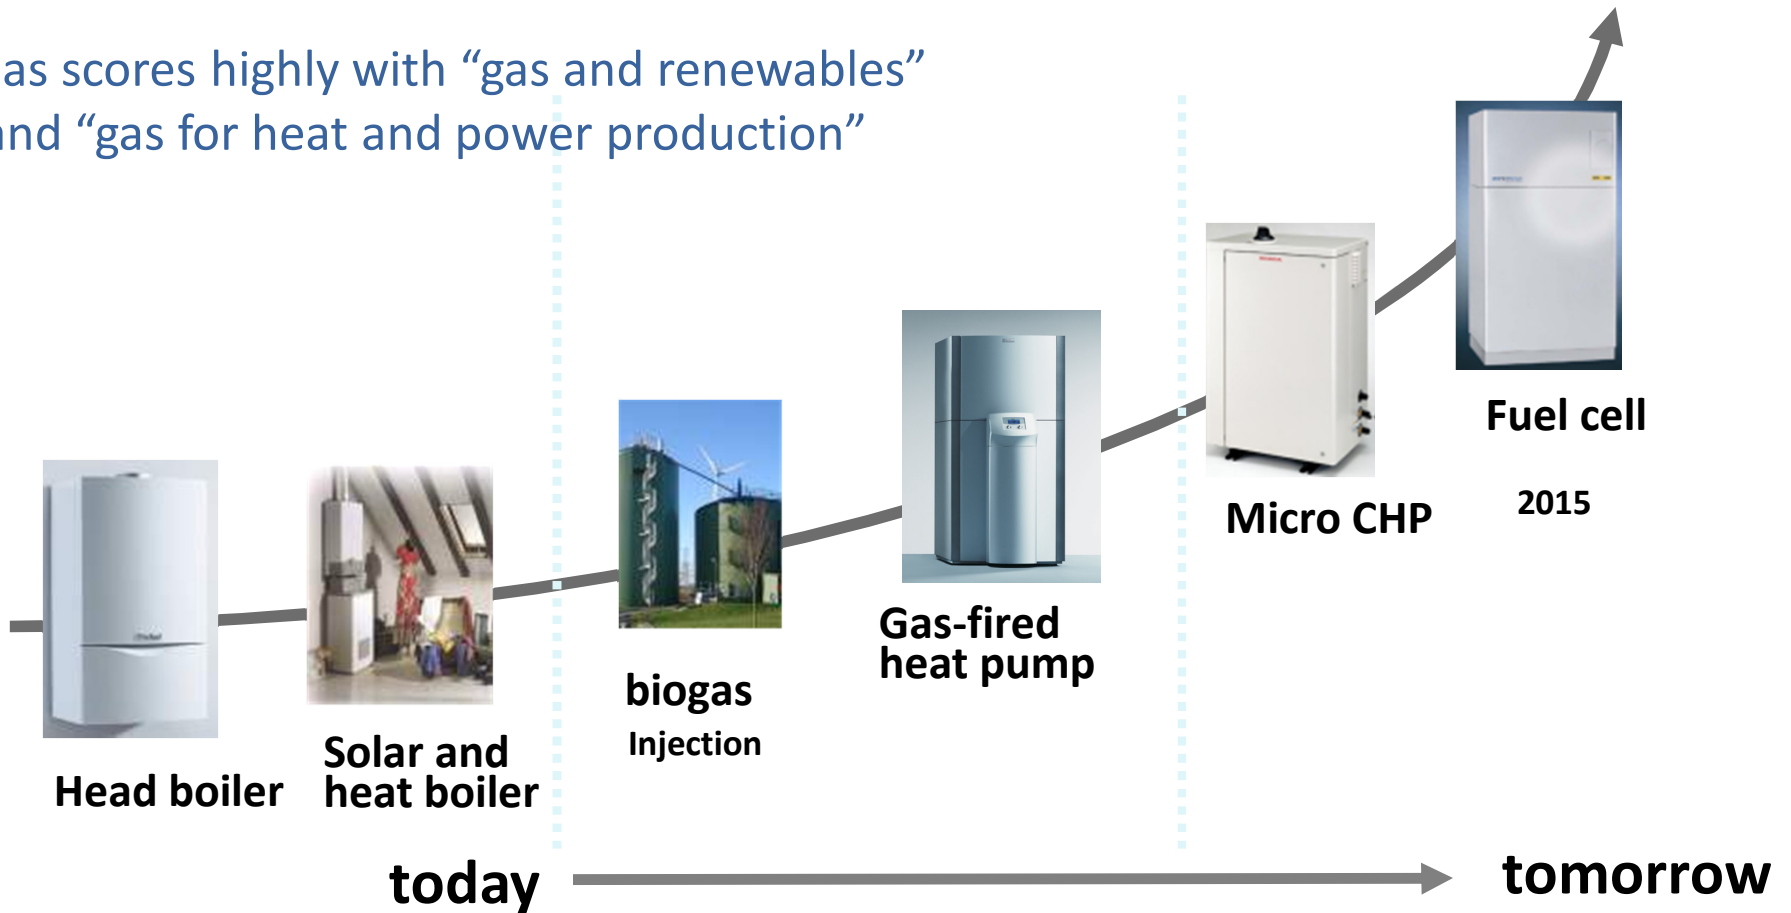 as scores highly with “gas and renewables”
and “gas for heat and power production”
Head boiler
Solar and
heat boiler
biogas
Injection
Gas-fired
heat pump
Micro CHP
Fuel cell
2015
today
tomorrow